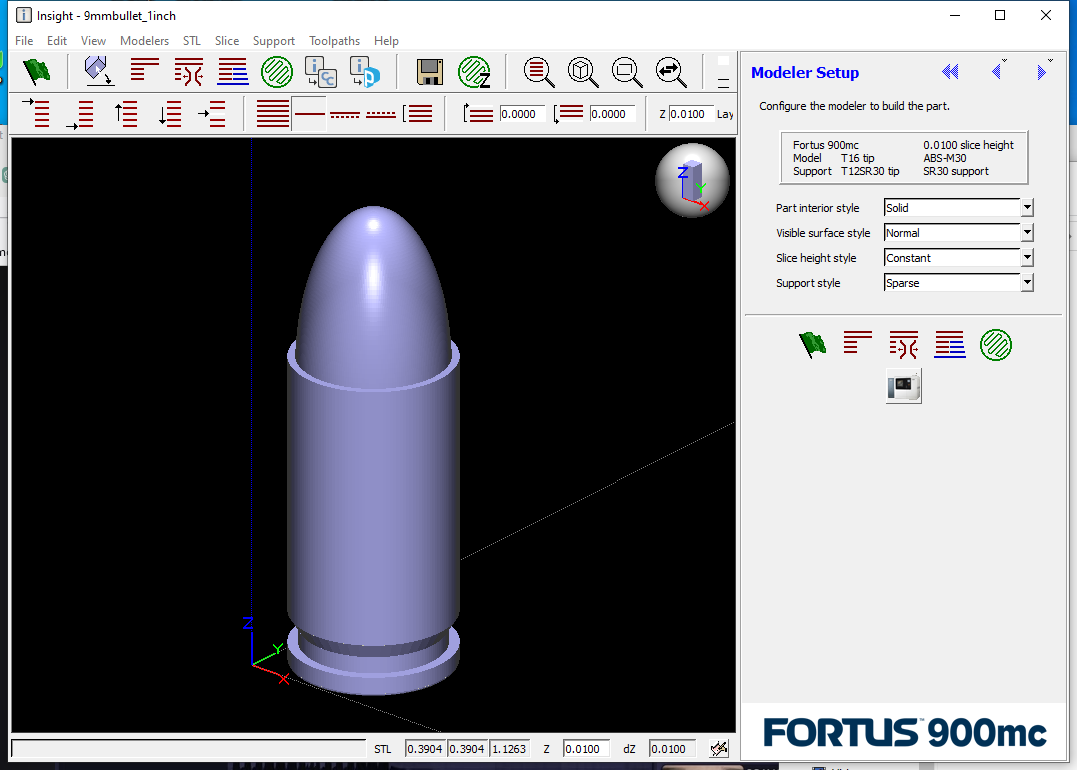 Insight - 9mmbullet_1inch
File Edit View Modelers STL Slice Support Toolpaths Help
0.0000 0.0000 Z 0.0100 Lay
Z
Y
X
Z
Y
X
STL 0.3904 0.3904 1.1263 Z 0.0100 dZ 0.0100
Modeler Setup
Configure the modeler to build the part.
Fortus 900mc 0.0100 slice height
Model T16 tip ABS-M30
Support T12SR30 tip SR30 support
Part interior style Solid
Visible surface style Normal
Slice height style Constant
Support style Sparse
FORTUS™ 900mc